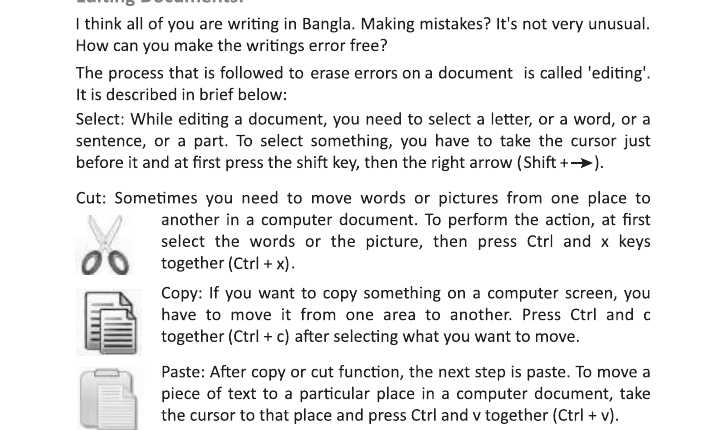 Editing Documents:
I think all of you are writing in Bangla. Making mistakes? It's not very unusual.
How can you make the writings error free?
The process that is followed to erase errors on a document is called 'editing'.
It is described in brief below:
Select: While editing a document, you need to select a letter, or a word, or a
sentence, or a part. To select something, you have to take the cursor just
before it and at first press the shift key, then the right arrow (Shift +→).
Cut: Sometimes you need to move words or pictures from one place to
another in a computer document. To perform the action, at first
select the words or the picture, then press Ctrl and x keys
together (Ctrl + x).
Copy: If you want to copy something on a computer screen, you
have to move it from one area to another. Press Ctrl and c
together (Ctrl + c) after selecting what you want to move.
Paste: After copy or cut function, the next step is paste. To move a
piece of text to a particular place in a computer document, take
the cursor to that place and press Ctrl and v together (Ctrl + v).